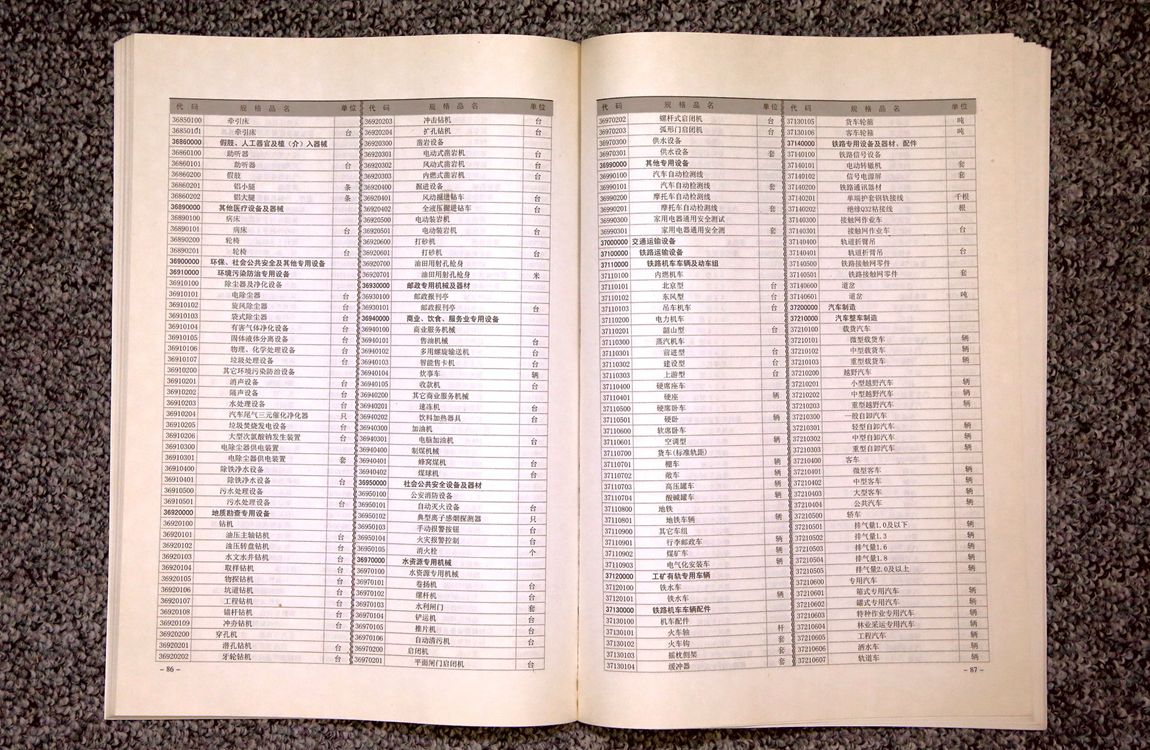 代 码 规 格 品 名 单位
36850100 牵引床
36850101 牵引床 台
36860000 假肢、人工器官及植（介）入器械
36860100 助听器
36860101 助听器 台
36860200 假肢
36860201 铝小腿 条
36860202 铝大腿 条
36890000 其他医疗设备及器械
36890100 病床
36890101 病床 台
36890200 轮椅
36890201 轮椅 台
36900000 环保、社会公共安全及其他专用设备
36910000 环境污染防治专用设备
36910100 除尘器及净化设备
36910101 电除尘器 台
36910102 旋风除尘器 台
36910103 袋式除尘器 台
36910104 有害气体净化设备 台
36910105 固体液体分离设备 台
36910106 物理、化学处理设备 台
36910107 垃圾处理设备 台
36910200 其它环境污染防治设备
36910201 消声设备 台
36910202 隔声设备 台
36910203 水处理设备 台
36910204 汽车尾气三元催化净化器 只
36910205 垃圾焚烧发电设备 台
36910206 大型次氯酸钠发生装置 台
36910300 电除尘器供电装置
36910301 电除尘器供电装置 套
36910400 除铁净水设备
36910401 除铁净水设备 台
36910500 污水处理设备
36910501 污水处理设备 台
36920000 地质勘查专用设备
36920100 钻机
36920101 油压主轴钻机 台
36920102 油压转盘钻机 台
36920103 水文水井钻机 台
36920104 取样钻机 台
36920105 物探钻机 台
36920106 坑道钻机 台
36920107 工程钻机 台
36920108 锚杆钻机 台
36920109 冲夯钻机 台
36920200 穿孔机
36920201 潜孔钻机 台
36920202 牙轮钻机 台
代 码 规 格 品 名 单位
36920203 冲击钻机 台
36920204 扩孔钻机 台
36920300 凿岩设备
36920301 电动式凿岩机 台
36920302 风动式凿岩机 台
36920303 内燃式凿岩机 台
36920400 掘进设备
36920401 风动掘进钻车 台
36920402 全液压掘进钻车 台
36920500 电动装岩机
36920501 电动装岩机 台
36920600 打砂机
36920601 打砂机 台
36920700 油田用射孔枪身
36920701 油田用射孔枪身 米
36930000 邮政专用机械及器材
36930100 邮政报刊亭
36930101 邮政报刊亭 台
36940000 商业、饮食、服务业专用设备
36940100 商业服务机械
36940101 售油机械 台
36940102 多用螺旋输送机 台
36940103 智能售卡机 台
36940104 炊事车 辆
36940105 收款机 台
36940200 其它商业服务机械
36940201 速冻机 台
36940202 饮料加热器具 台
36940300 加油机
36940301 电脑加油机 台
36940400 制煤机械
36940401 蜂窝煤机 台
36940402 煤球机 台
36950000 社会公共安全设备及器材
36950100 公安消防设备
36950101 自动灭火设备 台
36950102 典型离子感烟探测器 只
36950103 手动报警按钮 台
36950104 火灾报警控制 台
36950105 消火栓 个
36970000 水资源专用机械
36970100 水资源专用机械
36970101 卷扬机 台
36970102 螺杆机 台
36970103 水利闸门 套
36970104 铲运机 台
36970105 推片机 台
36970106 自动清污机 台
36970200 启闭机
36970201 平面闸门启闭机 台
- 86 -
代 码 规 格 品 名 单位
36970202 螺杆式启闭机 台
36970203 弧形门启闭机 台
36970300 供水设备
36970301 供水设备 套
36990000 其他专用设备
36990100 汽车自动检测线
36990101 汽车自动检测线 套
36990200 摩托车自动检测线
36990201 摩托车自动检测线 套
36990300 家用电器通用安全测试
36990301 家用电器通用安全测 套
37000000 交通运输设备
37100000 铁路运输设备
37110000 铁路机车车辆及动车组
37110100 内燃机车
37110101 北京型 台
37110102 东风型 台
37110103 吊车机车 台
37110200 电力机车
37110201 韶山型 台
37110300 蒸汽机车
37110301 前进型 台
37110302 建设型 台
37110303 上游型 台
37110400 硬席座车
37110401 硬座 辆
37110500 硬席卧车
37110501 硬卧 辆
37110600 软席卧车
37110601 空调型 辆
37110700 货车(标准轨距)
37110701 棚车 辆
37110702 敞车 辆
37110703 高压罐车 辆
37110704 酸碱罐车 辆
37110800 地铁
37110801 地铁车辆 辆
37110900 其它车组
37110901 行李邮政车 辆
37110902 煤矿车 辆
37110903 电气化安装车 辆
37120000 工矿有轨专用车辆
37120100 铁水车
37120101 铁水车 辆
37130000 铁路机车车辆配件
37130100 机车配件
37130101 火车轴 杆
37130102 火车钩 套
37130103 摇枕侧架 套
37130104 缓冲器 套
代 码 规 格 品 名 单位
37130105 货车轮箍 吨
37130106 客车轮箍 吨
37140000 铁路专用设备及器材、配件
37140100 铁路信号设备
37140101 电动转辙机 套
37140102 信号电源屏 套
37140200 铁路通讯器材
37140201 单端护套钢轨接线 千根
37140202 绝缘Q32粘接线 根
37140300 接触网作业车
37140301 接触网作业车 台
37140400 轨道折臂吊
37140401 轨道折臂吊 台
37140500 铁路接触网零件
37140501 铁路接触网零件 套
37140600 道岔
37140601 道岔 吨
37200000 汽车制造
37210000 汽车整车制造
37210100 载货汽车
37210101 微型载货车 辆
37210102 中型载货车 辆
37210103 重型载货车 辆
37210200 越野汽车
37210201 小型越野汽车 辆
37210202 中型越野汽车 辆
37210203 重型越野汽车 辆
37210300 一般自卸汽车
37210301 轻型自卸汽车 辆
37210302 中型自卸汽车 辆
37210303 重型自卸汽车 辆
37210400 客车
37210401 微型客车 辆
37210402 中型客车 辆
37210403 大型客车 辆
37210404 公共汽车 辆
37210500 轿车
37210501 排气量1.0及以下 辆
37210502 排气量1.3 辆
37210503 排气量1.6 辆
37210504 排气量1.8 辆
37210505 排气量2.0及以上 辆
37210600 专用汽车
37210601 箱式专用汽车 辆
37210602 罐式专用汽车 辆
37210603 特种作业专用汽车 辆
37210604 林业采运专用汽车 辆
37210605 工程汽车 辆
37210606 洒水车 辆
37210607 轨道车 辆
- 87 -